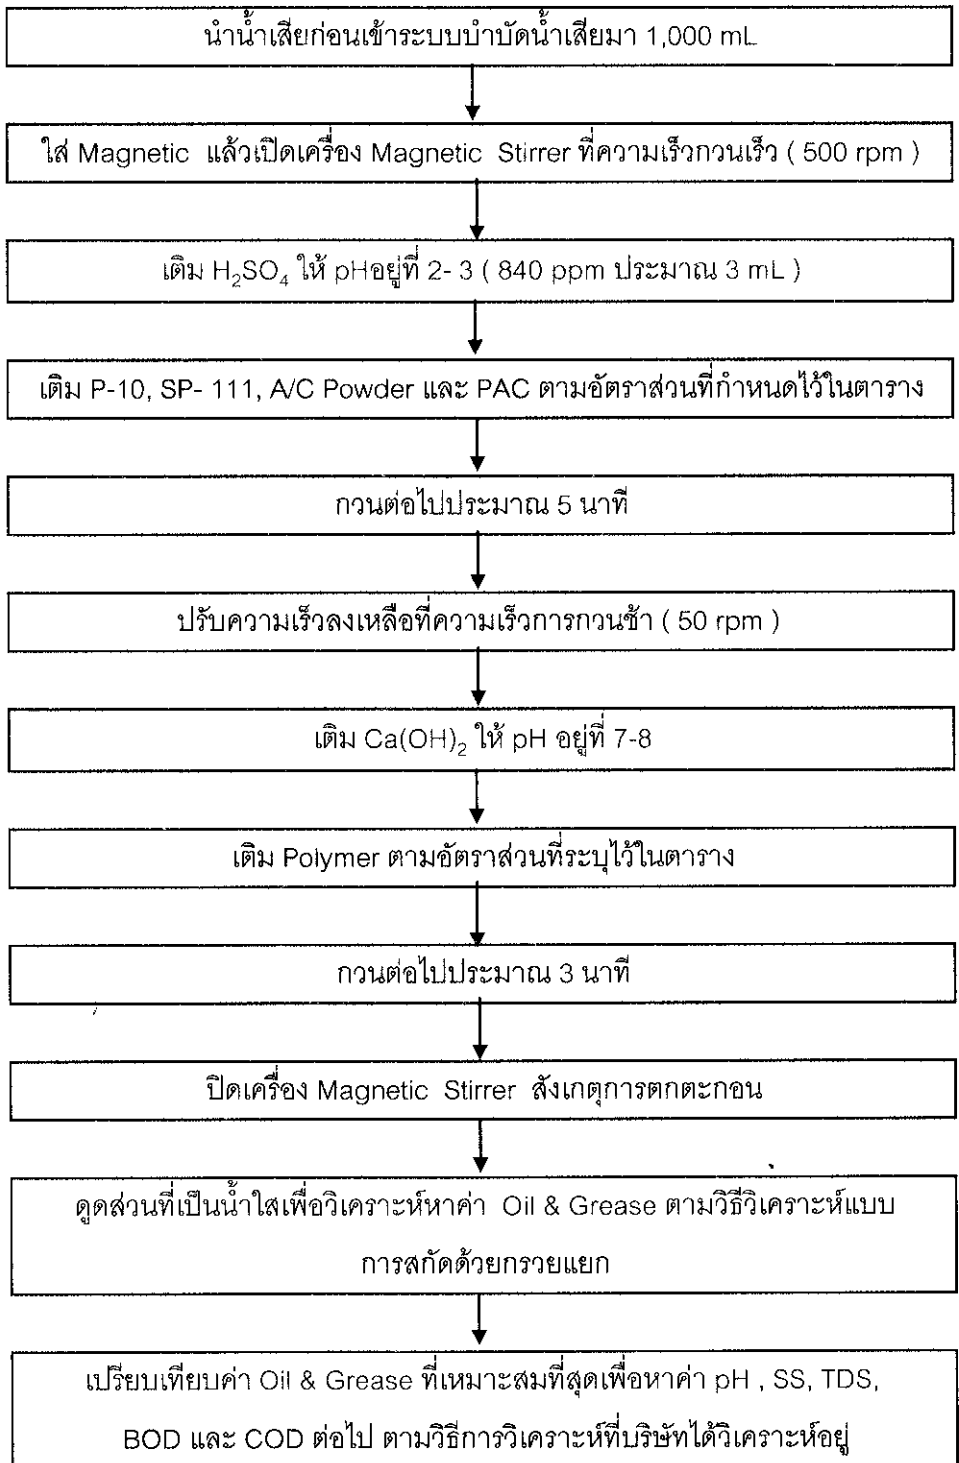 นำน้ำเสียก่อนเข้าระบบบำบัดน้ำเสียมา 1,000 mL
ใส่ Magnetic แล้วเปิดเครื่อง Magnetic Stirrer ที่ความเร็วกวนเร็ว ( 500 rpm )
เติม H₂SO₄ ให้ pHอยู่ที่ 2- 3 ( 840 ppm ประมาณ 3 mL )
เติม P-10, SP- 111, A/C Powder และ PAC ตามอัตราส่วนที่กำหนดไว้ในตาราง
กวนต่อไปประมาณ 5 นาที
ปรับความเร็วลงเหลือที่ความเร็วการกวนช้า ( 50 rpm )
เติม Ca(OH)₂ ให้ pH อยู่ที่ 7-8
เติม Polymer ตามอัตราส่วนที่ระบุไว้ในตาราง
กวนต่อไปประมาณ 3 นาที
ปิดเครื่อง Magnetic Stirrer สังเกตุการตกตะกอน
ดูดส่วนที่เป็นน้ำใสเพื่อวิเคราะห์หาค่า Oil & Grease ตามวิธีวิเคราะห์แบบ
การสกัดด้วยกรวยแยก
เปรียบเทียบค่า Oil & Grease ที่เหมาะสมที่สุดเพื่อหาค่า pH , SS, TDS,
BOD และ COD ต่อไป ตามวิธีการวิเคราะห์ที่บริษัทได้วิเคราะห์อยู่